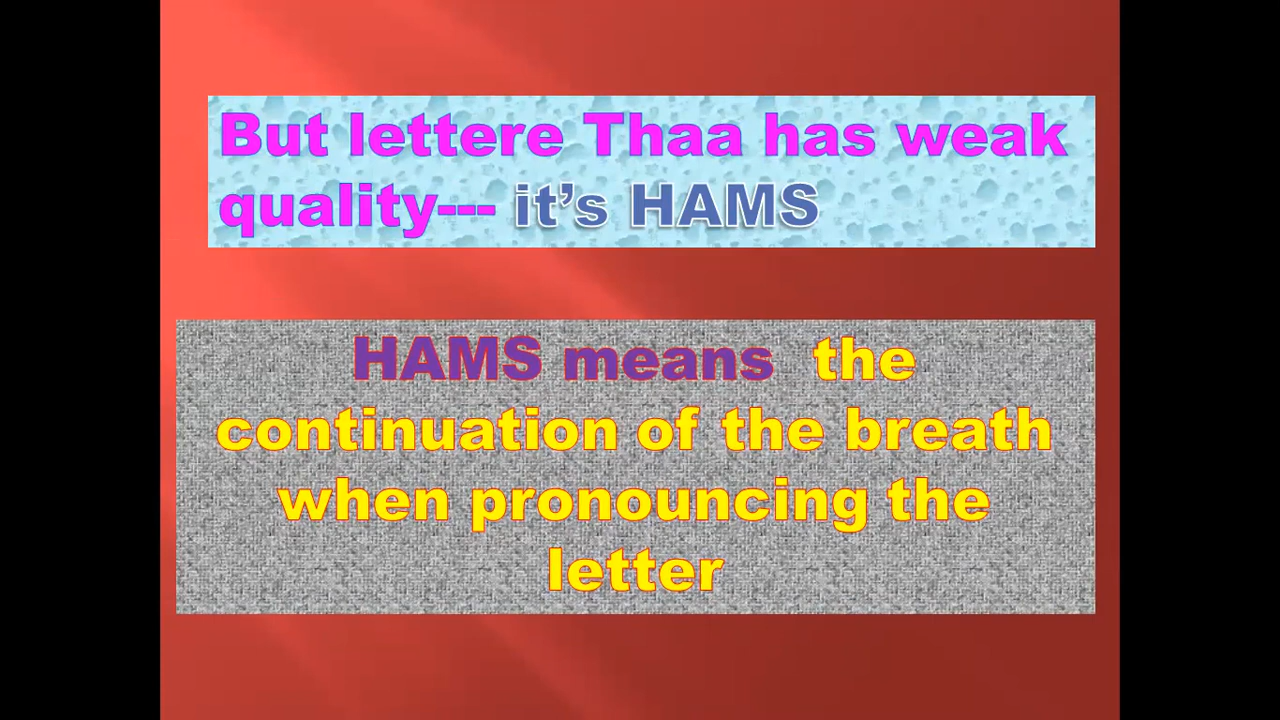 But lettere Thaa has weak
quality--- it’s HAMS
HAMS means the
continuation of the breath
when pronouncing the
letter